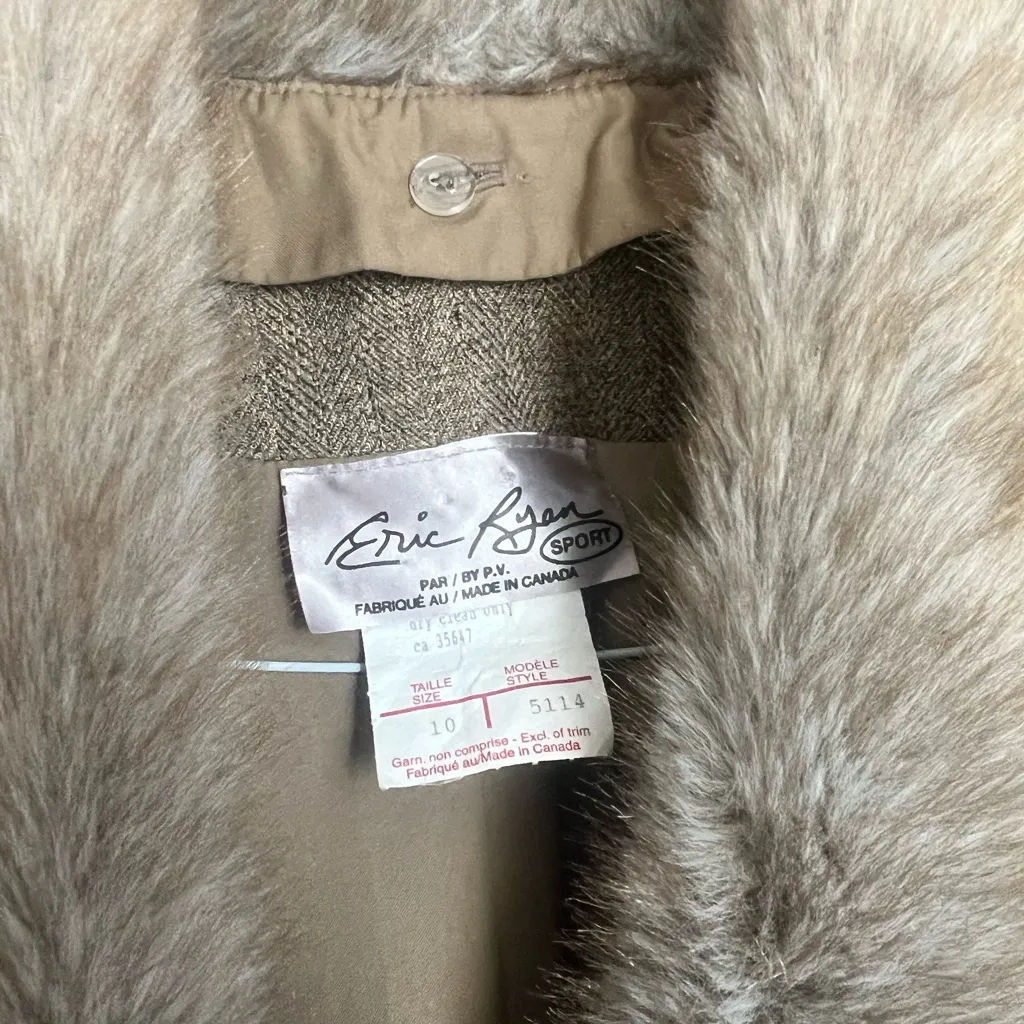 Eric Ryan
SPORT
PAR / BY P.V.
FABRIQUÉ AU / MADE IN CANADA
dry clean only
ca 35647
TAILLE
SIZE
MODÈLE
STYLE
10
5114
Garn. non comprise - Excl. of trim
Fabriqué au/Made in Canada